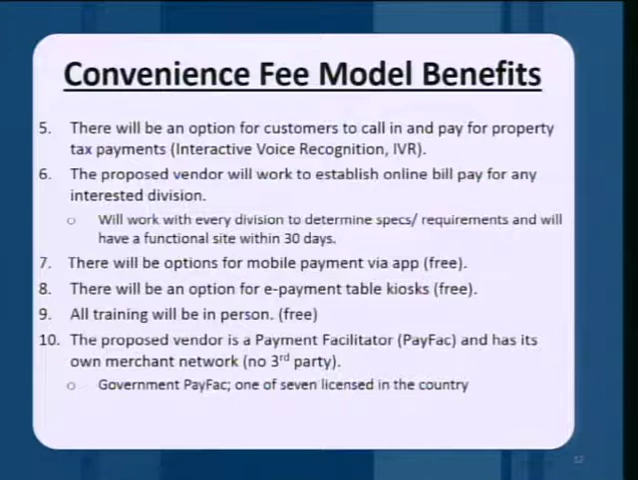 Convenience Fee Model Benefits
5. There will be an option for customers to call in and pay for property
tax payments (Interactive Voice Recognition, IVR).
6. The proposed vendor will work to establish online bill pay for any
interested division.
o Will work with every division to determine specs/ requirements and will
have a functional site within 30 days.
7. There will be options for mobile payment via app (free).
8. There will be an option for e-payment table kiosks (free).
9. All training will be in person. (free)
10. The proposed vendor is a Payment Facilitator (PayFac) and has its
own merchant network (no 3rd party).
o Government PayFac; one of seven licensed in the country